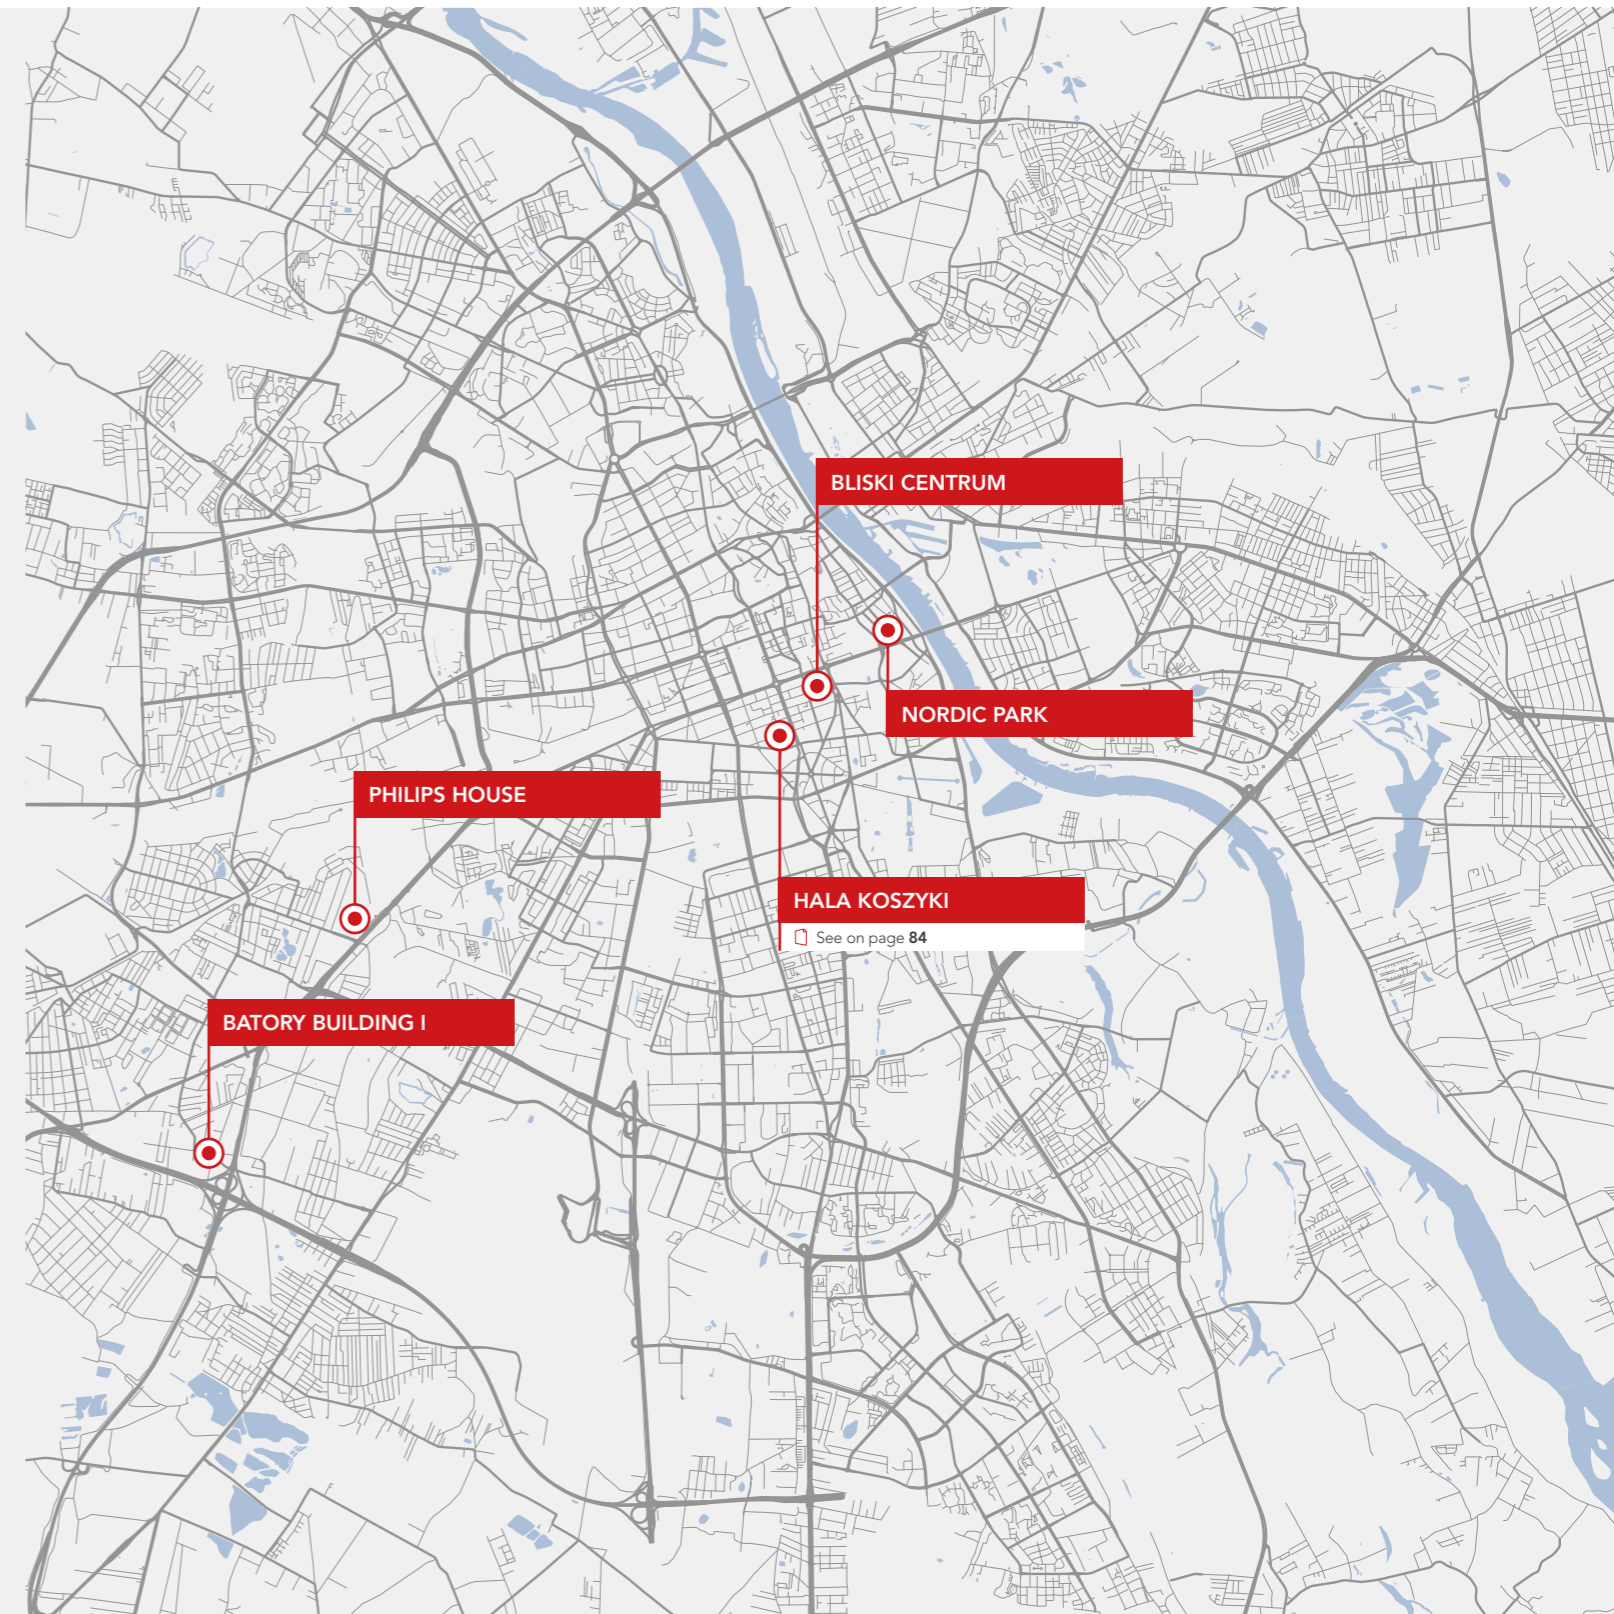 BLISKI CENTRUM
NORDIC PARK
PHILIPS HOUSE
HALA KOSZYKI
See on page 84
BATORY BUILDING I